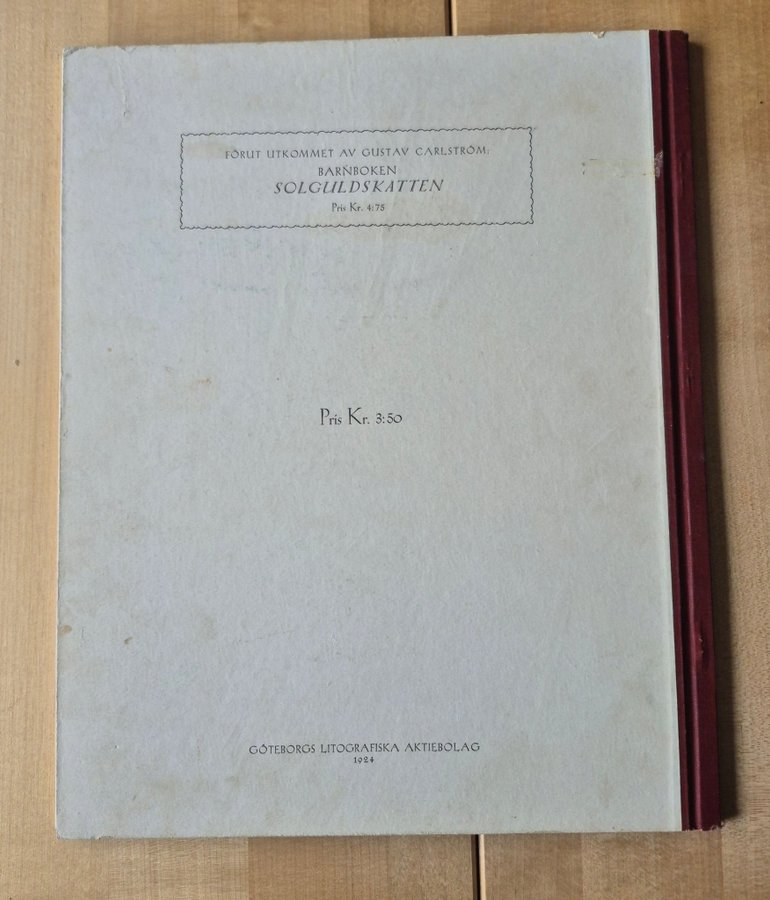 FÖRUT UTKOMMET AV GUSTAV CARLSTRÖM:
BARNBOKEN
SOLGULDSKATTEN
Pris Kr. 4:75
Pris Kr. 3:50
GÖTEBORGS LITOGRAFISKA AKTIEBOLAG
1924